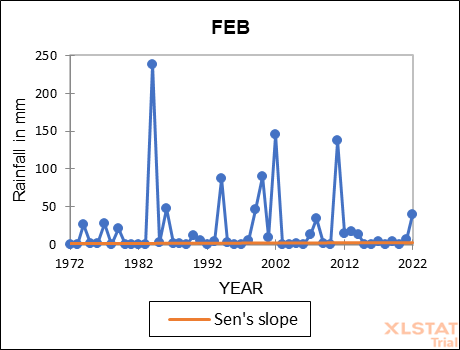 FEB
250
200
150
100
50
0
Rainfall in mm
1972 1982 1992 2002 2012 2022
YEAR
Sen's slope
XLSTAT
Trial